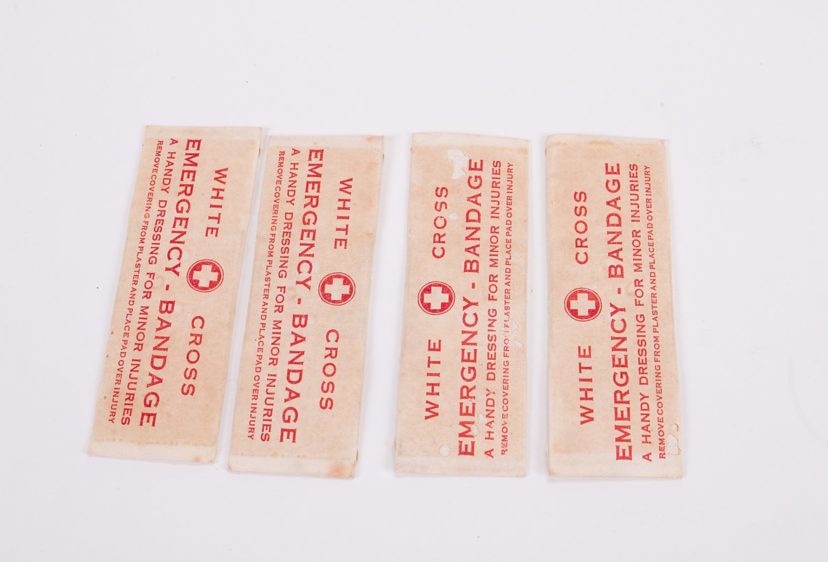 WHITE CROSS
EMERGENCY - BANDAGE
A HANDY DRESSING FOR MINOR INJURIES
REMOVE COVERING FROM PLASTER AND PLACE PAD OVER INJURY
WHITE CROSS
EMERGENCY - BANDAGE
A HANDY DRESSING FOR MINOR INJURIES
REMOVE COVERING FROM PLASTER AND PLACE PAD OVER INJURY
WHITE CROSS
EMERGENCY - BANDAGE
A HANDY DRESSING FOR MINOR INJURIES
REMOVE COVERING FROM PLASTER AND PLACE PAD OVER INJURY
WHITE CROSS
EMERGENCY - BANDAGE
A HANDY DRESSING FOR MINOR INJURIES
REMOVE COVERING FROM PLASTER AND PLACE PAD OVER INJURY